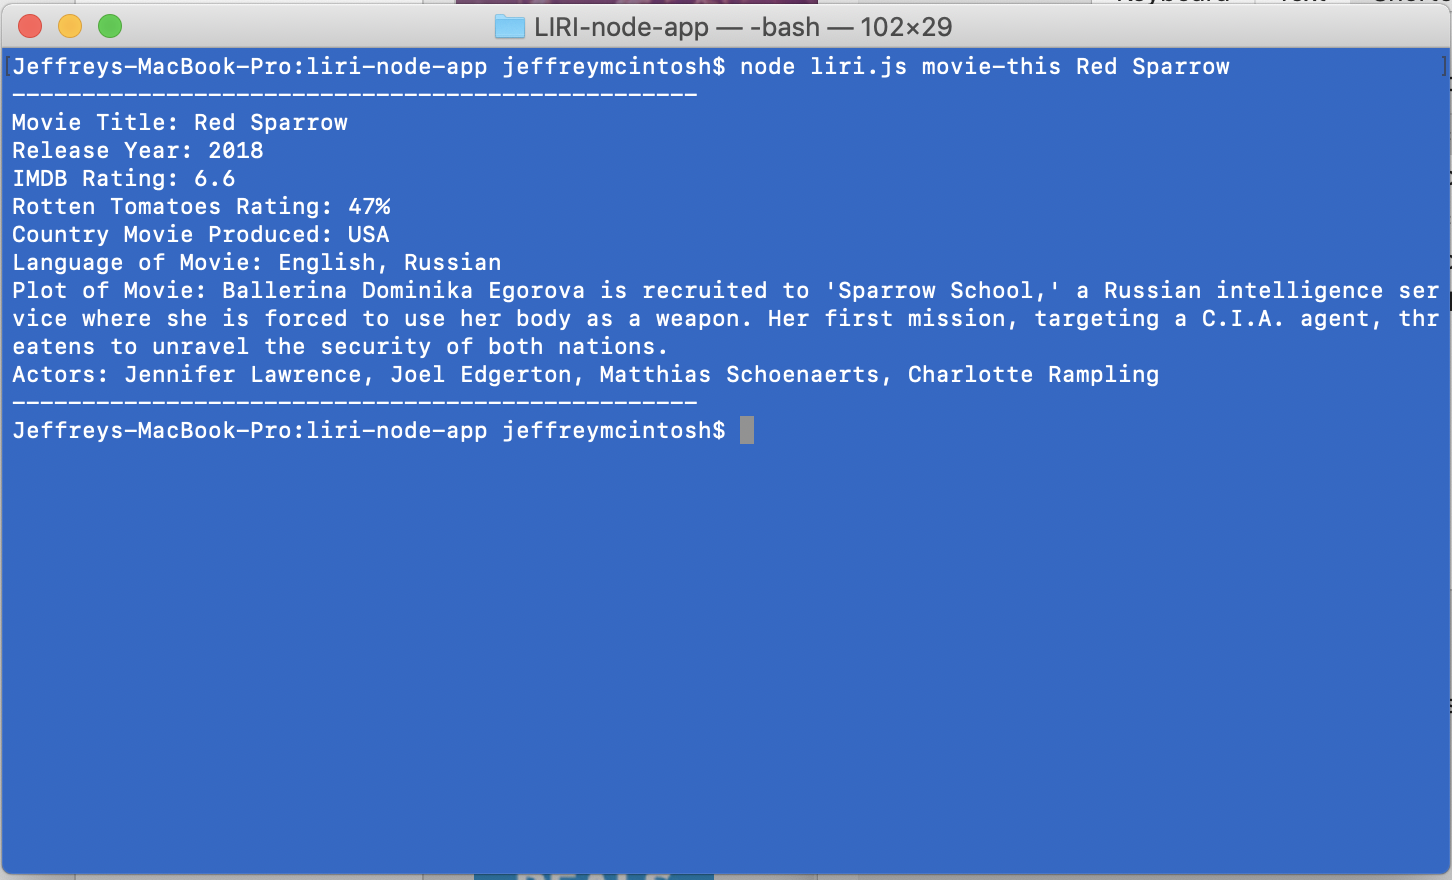 LIRI-node-app — -bash — 102×29
Jeffreys-MacBook-Pro:liri-node-app jeffreymcintosh$ node liri.js movie-this Red Sparrow
-------------------------------------------------
Movie Title: Red Sparrow
Release Year: 2018
IMDB Rating: 6.6
Rotten Tomatoes Rating: 47%
Country Movie Produced: USA
Language of Movie: English, Russian
Plot of Movie: Ballerina Dominika Egorova is recruited to 'Sparrow School,' a Russian intelligence ser
vice where she is forced to use her body as a weapon. Her first mission, targeting a C.I.A. agent, thr
eatens to unravel the security of both nations.
Actors: Jennifer Lawrence, Joel Edgerton, Matthias Schoenaerts, Charlotte Rampling
-------------------------------------------------
Jeffreys-MacBook-Pro:liri-node-app jeffreymcintosh$